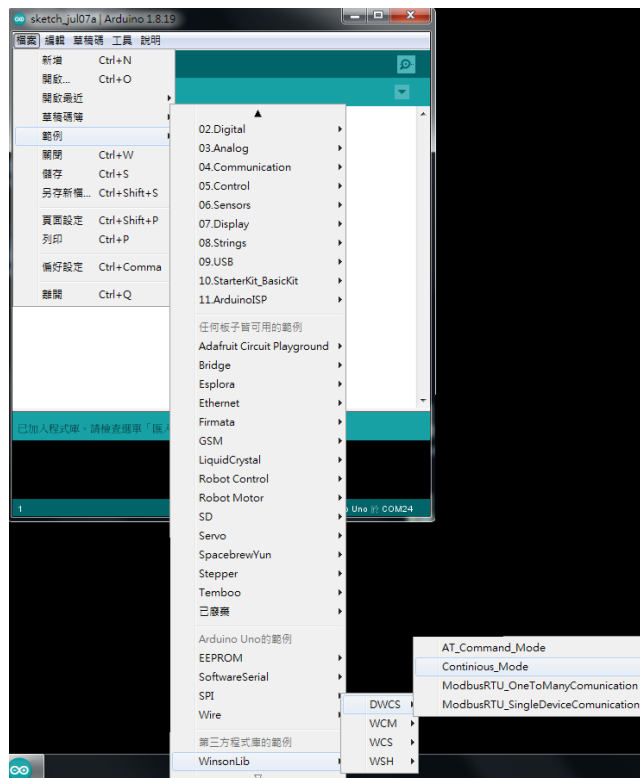 sketch_jul07a | Arduino 1.8.19
檔案 編輯 草稿碼 工具 說明
新增 Ctrl+N
開啟... Ctrl+O
開啟最近
草稿碼簿
範例
關閉 Ctrl+W
儲存 Ctrl+S
另存新檔... Ctrl+Shift+S
頁面設定 Ctrl+Shift+P
列印 Ctrl+P
偏好設定 Ctrl+Comma
離開 Ctrl+Q
02.Digital
03.Analog
04.Communication
05.Control
06.Sensors
07.Display
08.Strings
09.USB
10.StarterKit_BasicKit
11.ArduinoISP
任何板子皆可用的範例
Adafruit Circuit Playground
Bridge
Esplora
Ethernet
Firmata
GSM
LiquidCrystal
Robot Control
Robot Motor
SD
Servo
SpacebrewYun
Stepper
Temboo
已廢棄
Arduino Uno的範例
EEPROM
SoftwareSerial
SPI
Wire
第三方程式庫的範例
WinsonLib
DWCS
WCM
WCS
WSH
AT_Command_Mode
Continious_Mode
ModbusRTU_OneToManyComunication
ModbusRTU_SingleDeviceComunication
已加入程式庫。請檢查選單「匯入
1
Uno 於 COM24